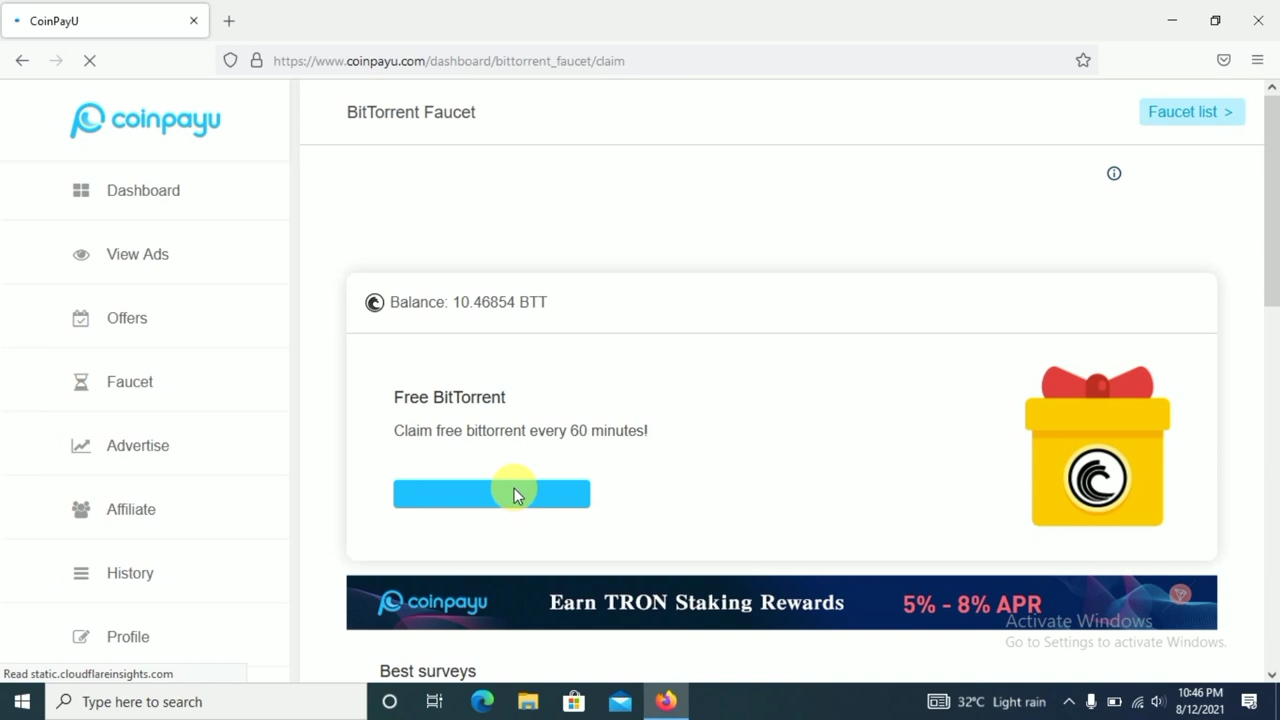 CoinPayU
https://www.coinpayu.com/dashboard/bittorrent_faucet/claim
coinpayu
BitTorrent Faucet
Faucet list >
Dashboard
View Ads
Offers
Faucet
Advertise
Affiliate
History
Profile
Balance: 10.46854 BTT
Free BitTorrent
Claim free bittorrent every 60 minutes!
coinpayu Earn TRON Staking Rewards 5% - 8% APR
Activate Windows
Go to Settings to activate Windows.
Best surveys
Read static.cloudflareinsights.com
Type here to search
32°C Light rain
10:46 PM
8/12/2021